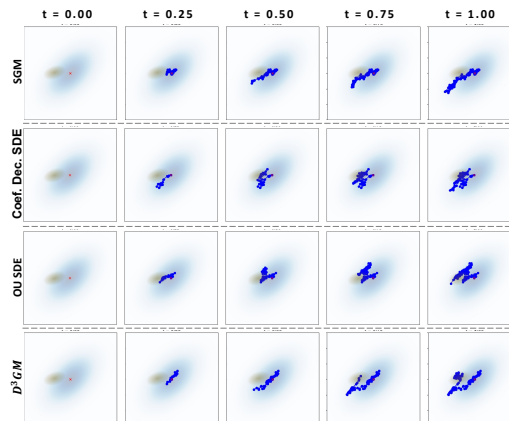 t = 0.00 t = 0.25 t = 0.50 t = 0.75 t = 1.00
SGM
Coef. Dec. SDE
OU SDE
D³GM